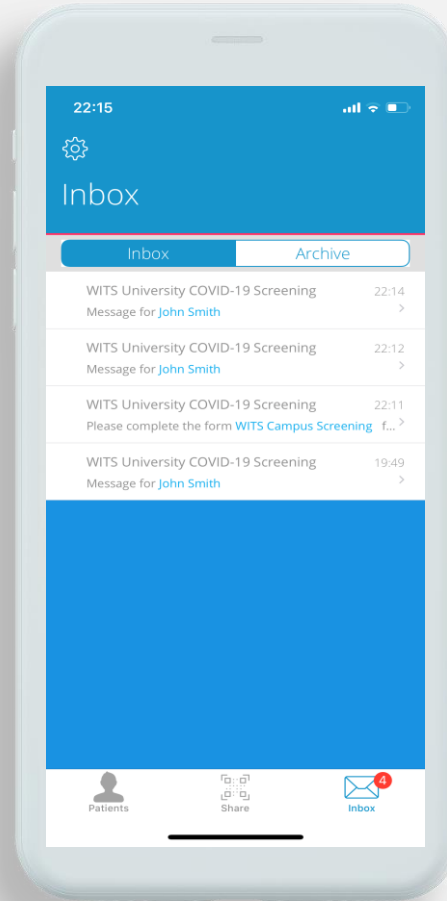 22:15
Inbox
Inbox Archive
WITS University COVID-19 Screening 22:14
Message for John Smith
WITS University COVID-19 Screening 22:12
Message for John Smith
WITS University COVID-19 Screening 22:11
Please complete the form WITS Campus Screening f...
WITS University COVID-19 Screening 19:49
Message for John Smith
4
Patients Share Inbox